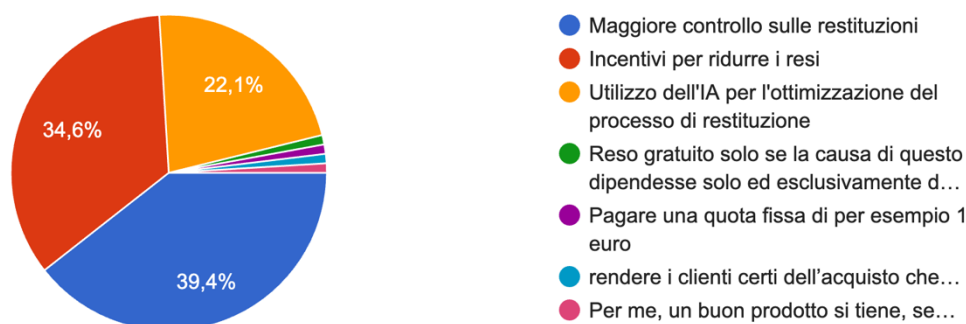 Maggiore controllo sulle restituzioni
Incentivi per ridurre i resi
Utilizzo dell'IA per l'ottimizzazione del
processo di restituzione
Reso gratuito solo se la causa di questo
dipendesse solo ed esclusivamente d…
Pagare una quota fissa di per esempio 1
euro
rendere i clienti certi dell’acquisto che…
Per me, un buon prodotto si tiene, se…
22,1%
34,6%
39,4%